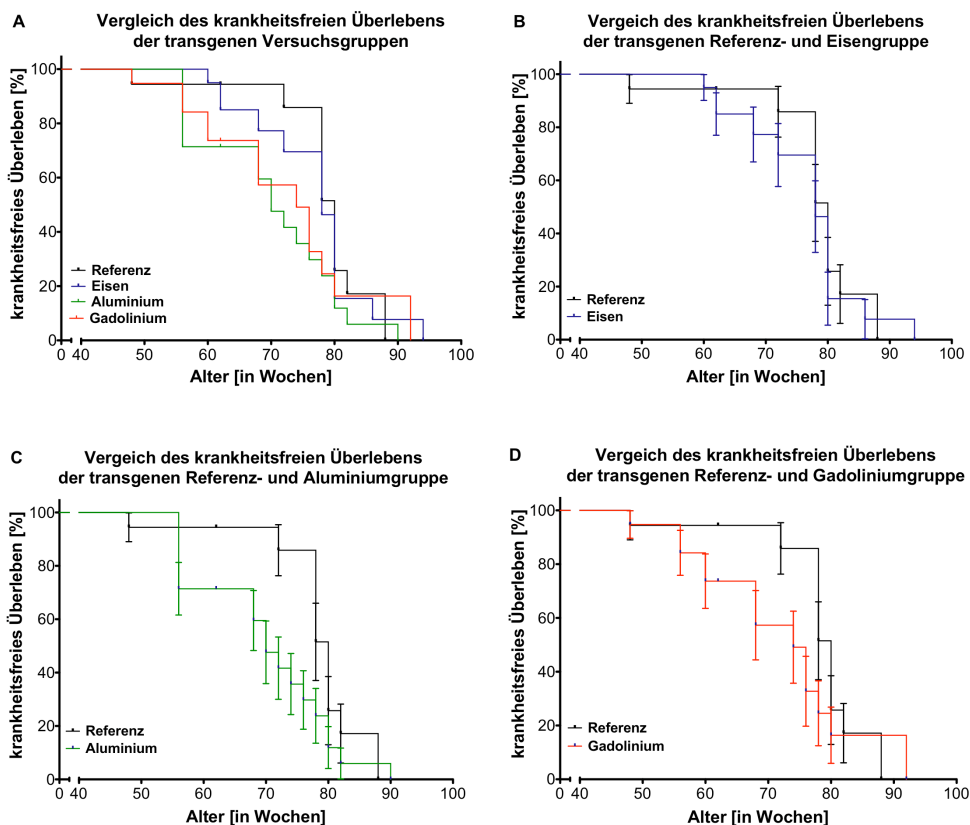 A
Vergleich des krankheitsfreien Überlebens
der transgenen Versuchsgruppen
krankheitsfreies Überleben [%]
100
80
60
40
20
0
Referenz
Eisen
Aluminium
Gadolinium
0 40 50 60 70 80 90 100
Alter [in Wochen]
B
Vergleich des krankheitsfreien Überlebens
der transgenen Referenz- und Eisengruppe
krankheitsfreies Überleben [%]
100
80
60
40
20
0
Referenz
Eisen
0 40 50 60 70 80 90 100
Alter [in Wochen]
C
Vergeich des krankheitsfreien Überlebens
der transgenen Referenz- und Aluminiumgruppe
krankheitsfreies Überleben [%]
100
80
60
40
20
0
Referenz
Aluminium
0 40 50 60 70 80 90 100
Alter [in Wochen]
D
Vergeich des krankheitsfreien Überlebens
der transgenen Referenz- und Gadoliniumgruppe
krankheitsfreies Überleben [%]
100
80
60
40
20
0
Referenz
Gadolinium
0 40 50 60 70 80 90 100
Alter [in Wochen]